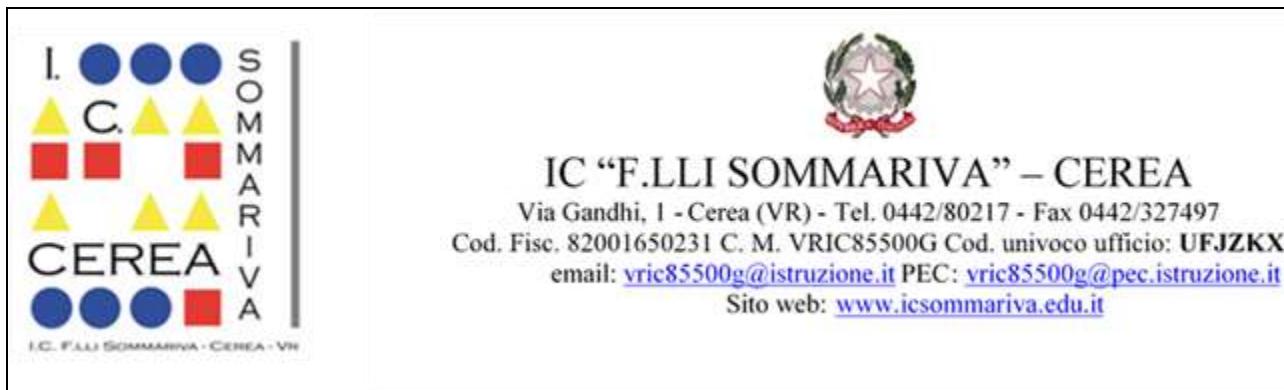 I.
C.
CEREA
SOMMARIVA
I.C. F.LLI SOMMARIVA - CEREA - VR
IC “F.LLI SOMMARIVA” – CEREA
Via Gandhi, 1 - Cerea (VR) - Tel. 0442/80217 - Fax 0442/327497
Cod. Fisc. 82001650231 C. M. VRIC85500G Cod. univoco ufficio: UFJZKX
email: vric85500g@istruzione.it PEC: vric85500g@pec.istruzione.it
Sito web: www.icsommariva.edu.it